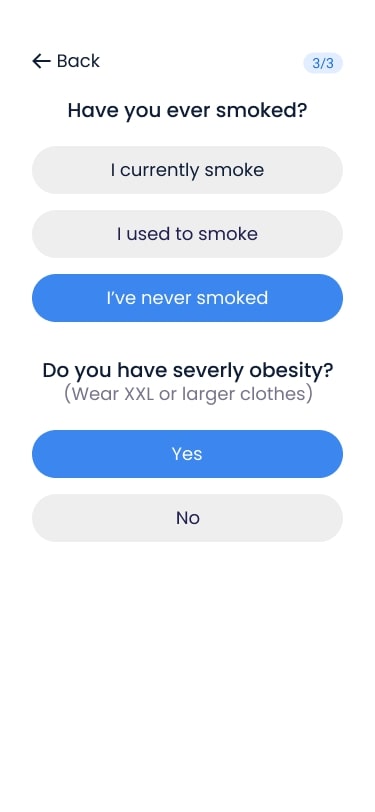 Back
3/3
Have you ever smoked?
I currently smoke
I used to smoke
I've never smoked
Do you have severly obesity?
(Wear XXL or larger clothes)
Yes
No